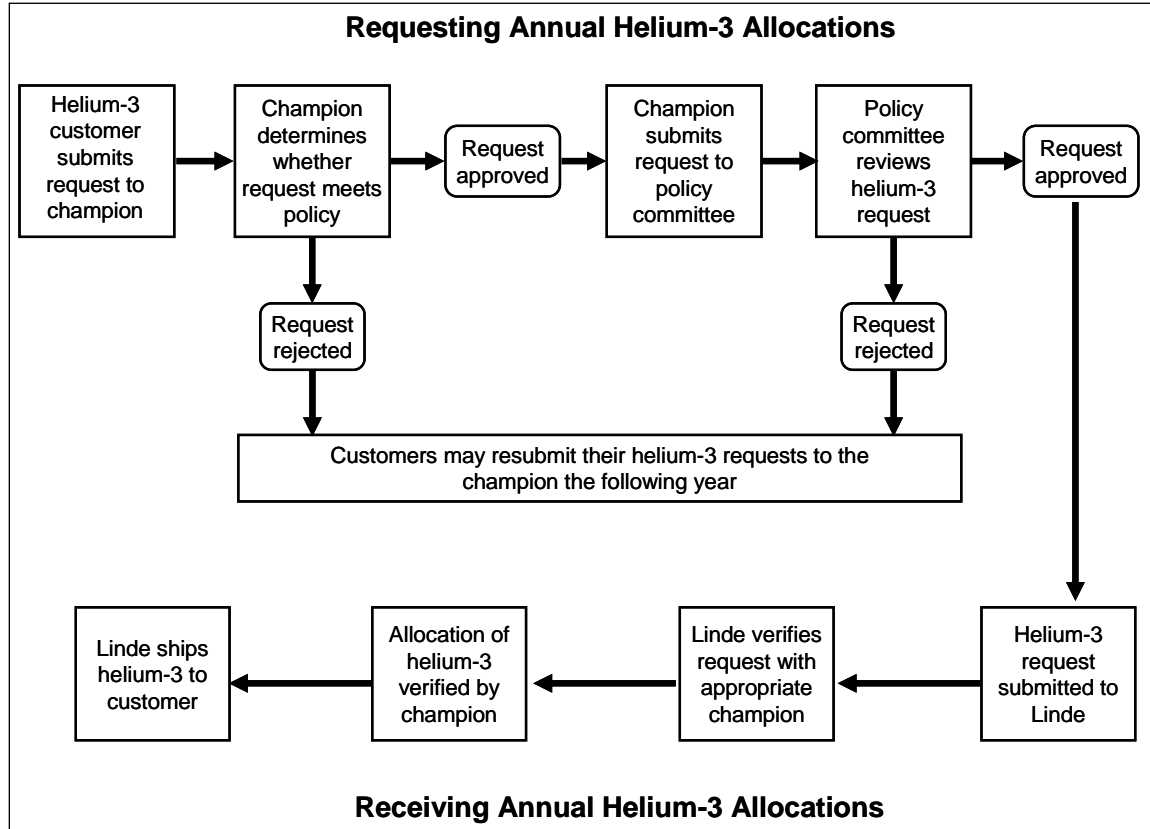 Requesting Annual Helium-3 Allocations
Helium-3
customer
submits
request to
champion
Champion
determines
whether
request meets
policy
Request
approved
Champion
submits
request to
policy
committee
Policy
committee
reviews
helium-3
request
Request
approved
Request
rejected
Request
rejected
Customers may resubmit their helium-3 requests to the
champion the following year
Helium-3
request
submitted to
Linde
Linde verifies
request with
appropriate
champion
Allocation of
helium-3
verified by
champion
Linde ships
helium-3 to
customer
Receiving Annual Helium-3 Allocations